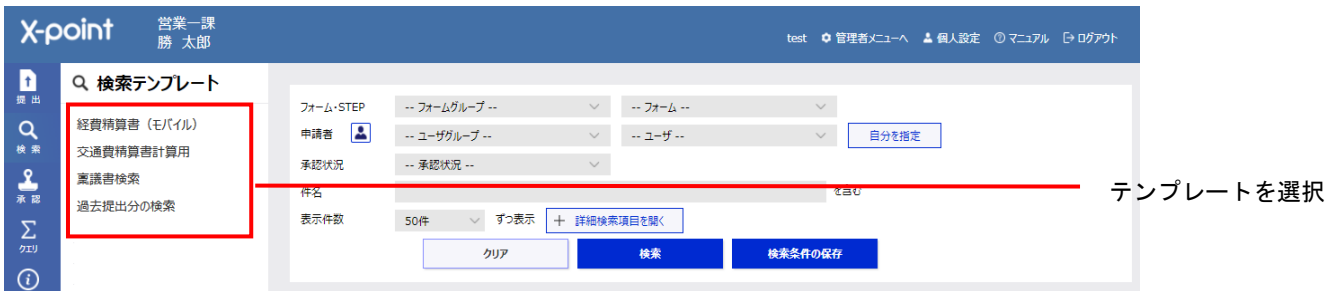 X-point
営業一課
勝 太郎
test 管理者メニューへ 個人設定 マニュアル ログアウト
提 出
検 索
承 認
クエリ
検索テンプレート
経費精算書（モバイル）
交通費精算書計算用
稟議書検索
過去提出分の検索
フォーム・STEP -- フォームグループ -- -- フォーム --
申請者 -- ユーザグループ -- -- ユーザ -- 自分を指定
承認状況 -- 承認状況 --
件名 を含む
表示件数 50件 ずつ表示 ＋ 詳細検索項目を開く
クリア 検索 検索条件の保存
テンプレートを選択